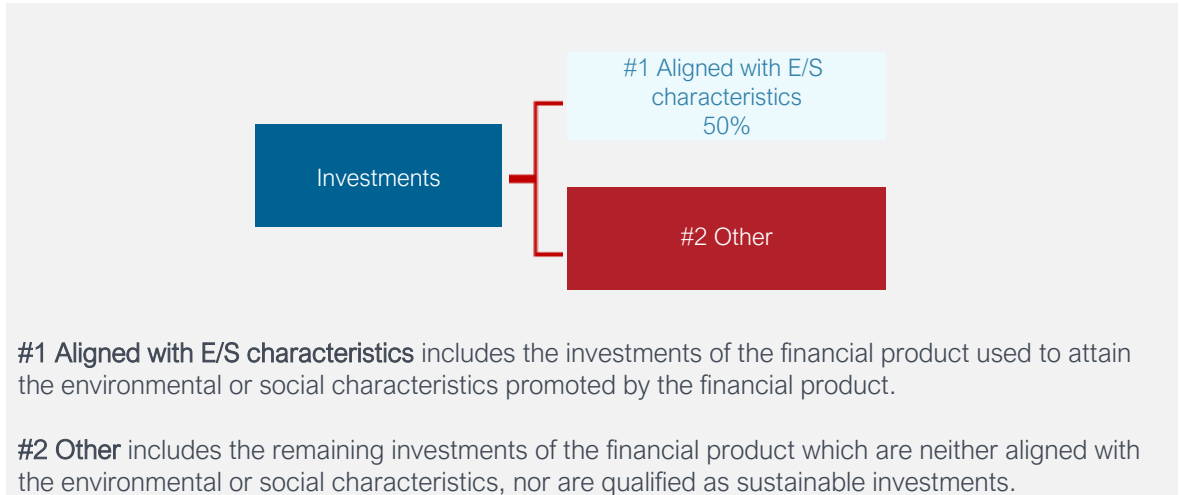 #1 Aligned with E/S
characteristics
50%
Investments
#2 Other
#1 Aligned with E/S characteristics includes the investments of the financial product used to attain
the environmental or social characteristics promoted by the financial product.
#2 Other includes the remaining investments of the financial product which are neither aligned with
the environmental or social characteristics, nor are qualified as sustainable investments.